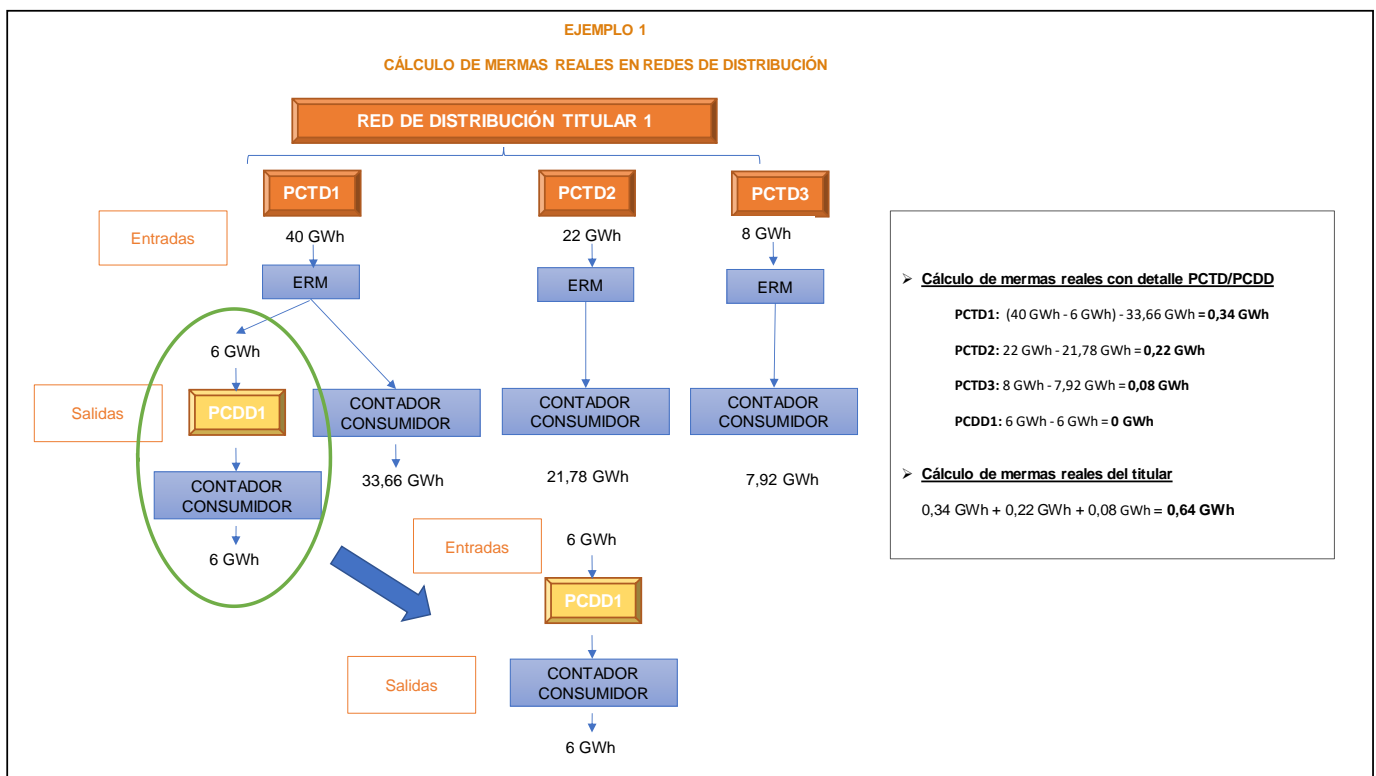 EJEMPLO 1
CÁLCULO DE MERMAS REALES EN REDES DE DISTRIBUCIÓN
RED DE DISTRIBUCIÓN TITULAR 1
PCTD1
PCTD2
PCTD3
Entradas
40 GWh
22 GWh
8 GWh
ERM
ERM
ERM
6 GWh
Salidas
PCDD1
CONTADOR
CONSUMIDOR
CONTADOR
CONSUMIDOR
CONTADOR
CONSUMIDOR
33,66 GWh
21,78 GWh
7,92 GWh
CONTADOR
CONSUMIDOR
6 GWh
Entradas
6 GWh
PCDD1
Salidas
CONTADOR
CONSUMIDOR
6 GWh
➢ Cálculo de mermas reales con detalle PCTD/PCDD
PCTD1: (40 GWh - 6 GWh) - 33,66 GWh = 0,34 GWh
PCTD2: 22 GWh - 21,78 GWh = 0,22 GWh
PCTD3: 8 GWh - 7,92 GWh = 0,08 GWh
PCDD1: 6 GWh - 6 GWh = 0 GWh
➢ Cálculo de mermas reales del titular
0,34 GWh + 0,22 GWh + 0,08 GWh = 0,64 GWh